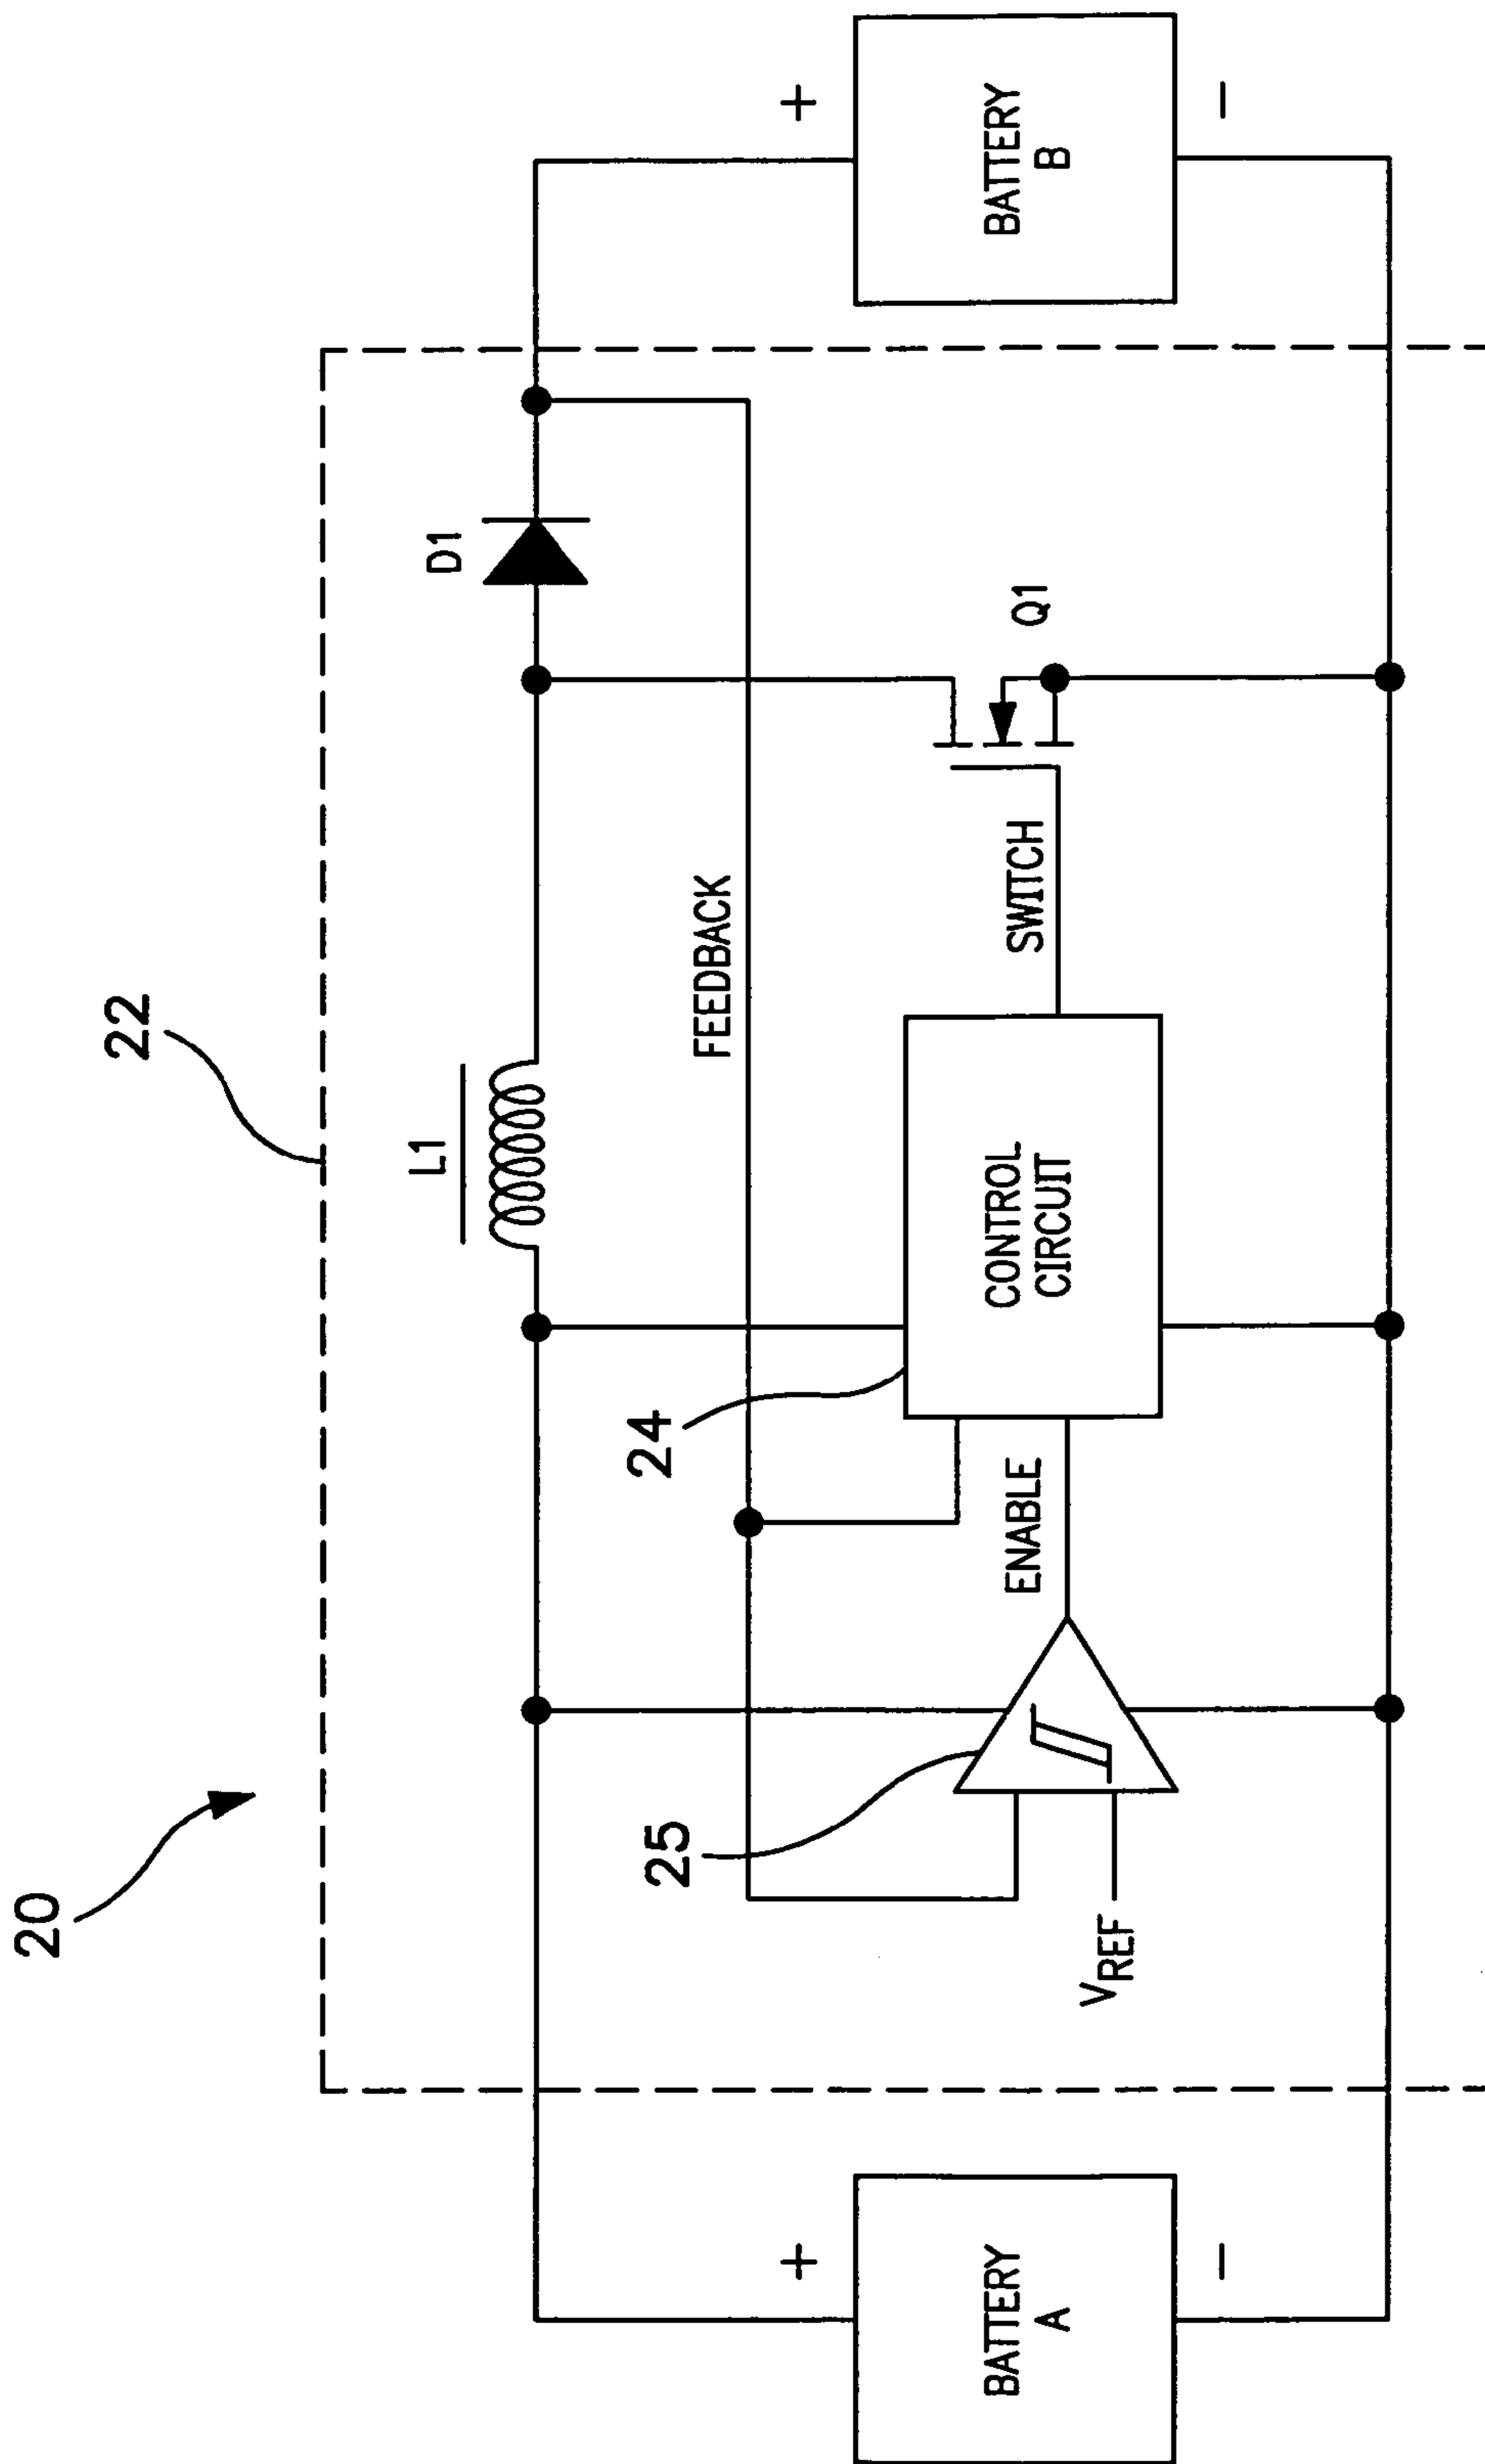 20
22
L1
D1
FEEDBACK
+
+
24
25
BATTERY
A
VREF
ENABLE
CONTROL
CIRCUIT
SWITCH
Q1
BATTERY
B
−
−